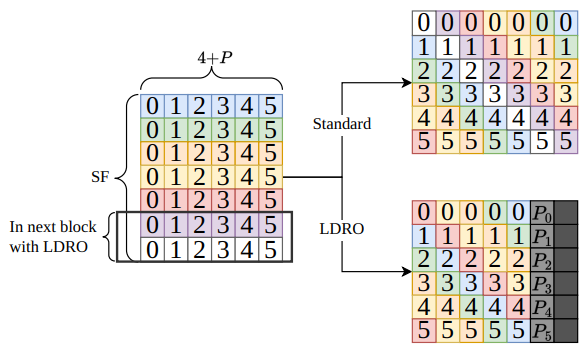 4+P
SF
0 1 2 3 4 5
0 1 2 3 4 5
0 1 2 3 4 5
0 1 2 3 4 5
0 1 2 3 4 5
0 1 2 3 4 5
0 1 2 3 4 5
In next block
with LDRO
Standard
0 0 0 0 0 0 0
1 1 1 1 1 1 1
2 2 2 2 2 2 2
3 3 3 3 3 3 3
4 4 4 4 4 4 4
5 5 5 5 5 5 5
LDRO
0 0 0 0 0 P0
1 1 1 1 1 P1
2 2 2 2 2 P2
3 3 3 3 3 P3
4 4 4 4 4 P4
5 5 5 5 5 P5